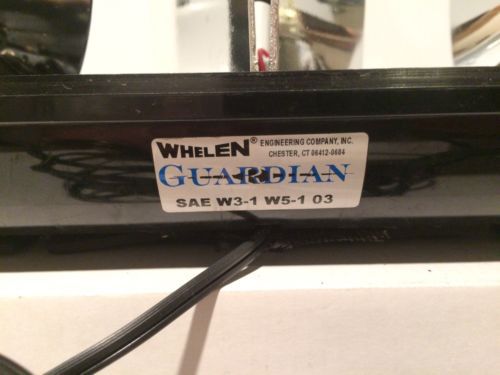 WHELEN® ENGINEERING COMPANY, INC.
CHESTER, CT 06412-0684
GUARDIAN
SAE W3-1 W5-1 03